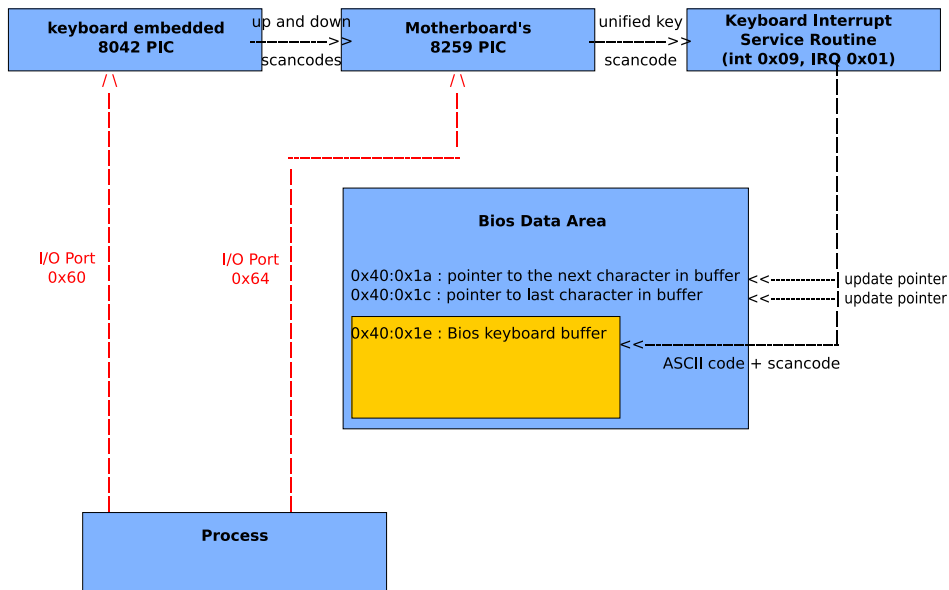 keyboard embedded
8042 PIC
up and down
scancodes
Motherboard's
8259 PIC
unified key
scancode
Keyboard Interrupt
Service Routine
(int 0x09, IRQ 0x01)
Bios Data Area
I/O Port
0x60
I/O Port
0x64
0x40:0x1a : pointer to the next character in buffer
0x40:0x1c : pointer to last character in buffer
update pointer
update pointer
0x40:0x1e : Bios keyboard buffer
ASCII code + scancode
Process